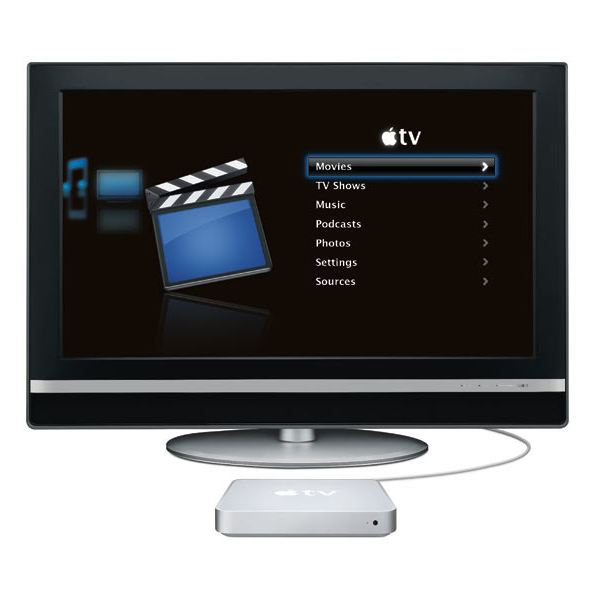 tv
Movies
TV Shows
Music
Podcasts
Photos
Settings
Sources
tv